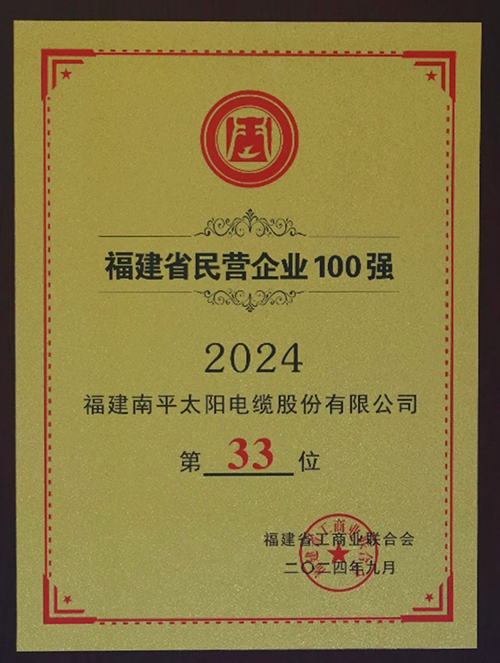 福建省民营企业100强
2024
福建南平太阳电缆股份有限公司
第 33 位
福建省工商业联合会
二〇二四年九月